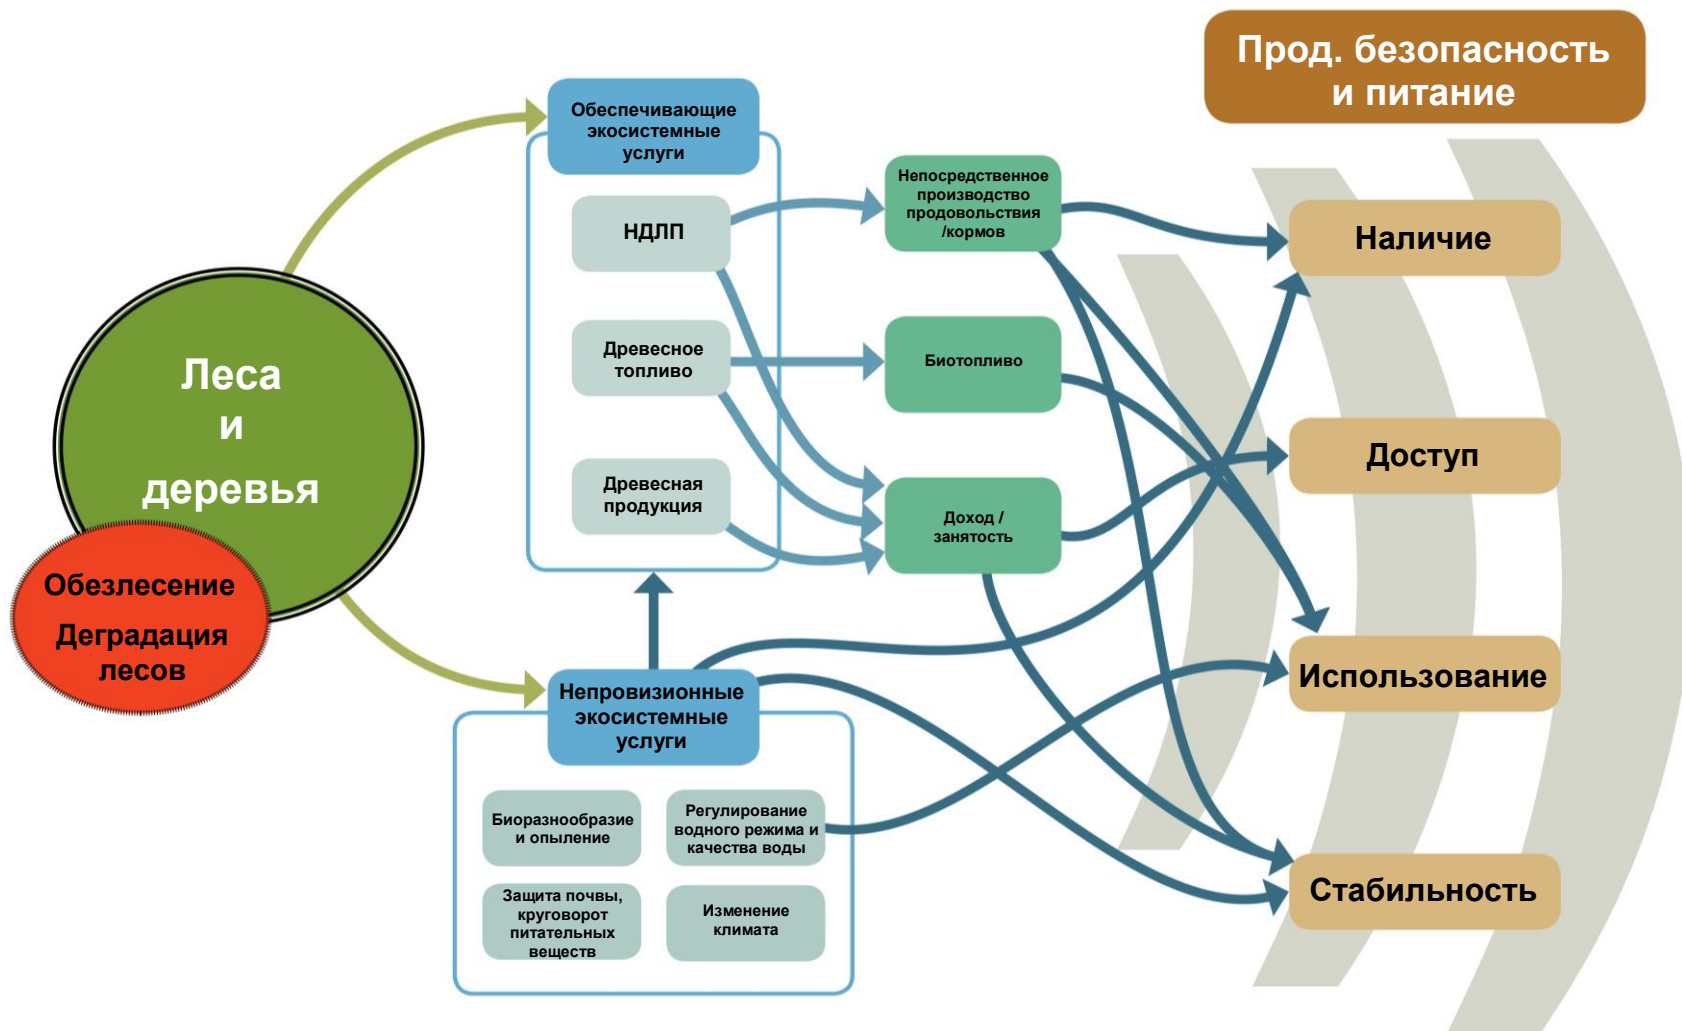 Прод. безопасность
и питание
Обеспечивающие
экосистемные
услуги
НДЛП
Древесное
топливо
Древесная
продукция
Непосредственное
производство
продовольствия
/кормов
Биотопливо
Доход /
занятость
Наличие
Доступ
Использование
Стабильность
Леса
и
деревья
Обезлесение
Деградация
лесов
Непровизионные
экосистемные
услуги
Биоразнообразие
и опыление
Регулирование
водного режима и
качества воды
Защита почвы,
круговорот
питательных
веществ
Изменение
климата